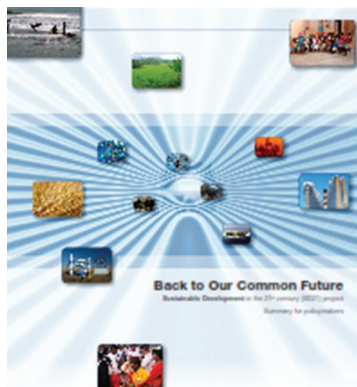 Back to Our Common Future
Sustainable Development in the 21st century (SD21) project
Summary for policymakers